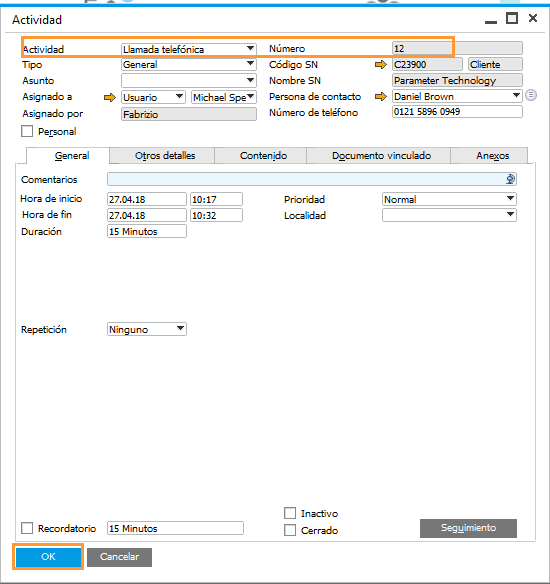 Actividad
Actividad Llamada telefónica Número 12
Tipo General Código SN C23900 Cliente
Asunto Nombre SN Parameter Technology
Asignado a Usuario Michael Spe Persona de contacto Daniel Brown
Asignado por Fabrizio Número de teléfono 0121 5896 0949
Personal
General Otros detalles Contenido Documento vinculado Anexos
Comentarios
Hora de inicio 27.04.18 10:17 Prioridad Normal
Hora de fin 27.04.18 10:32 Localidad
Duración 15 Minutos
Repetición Ninguno
Inactivo
Recordatorio 15 Minutos Cerrado Seguimiento
OK Cancelar